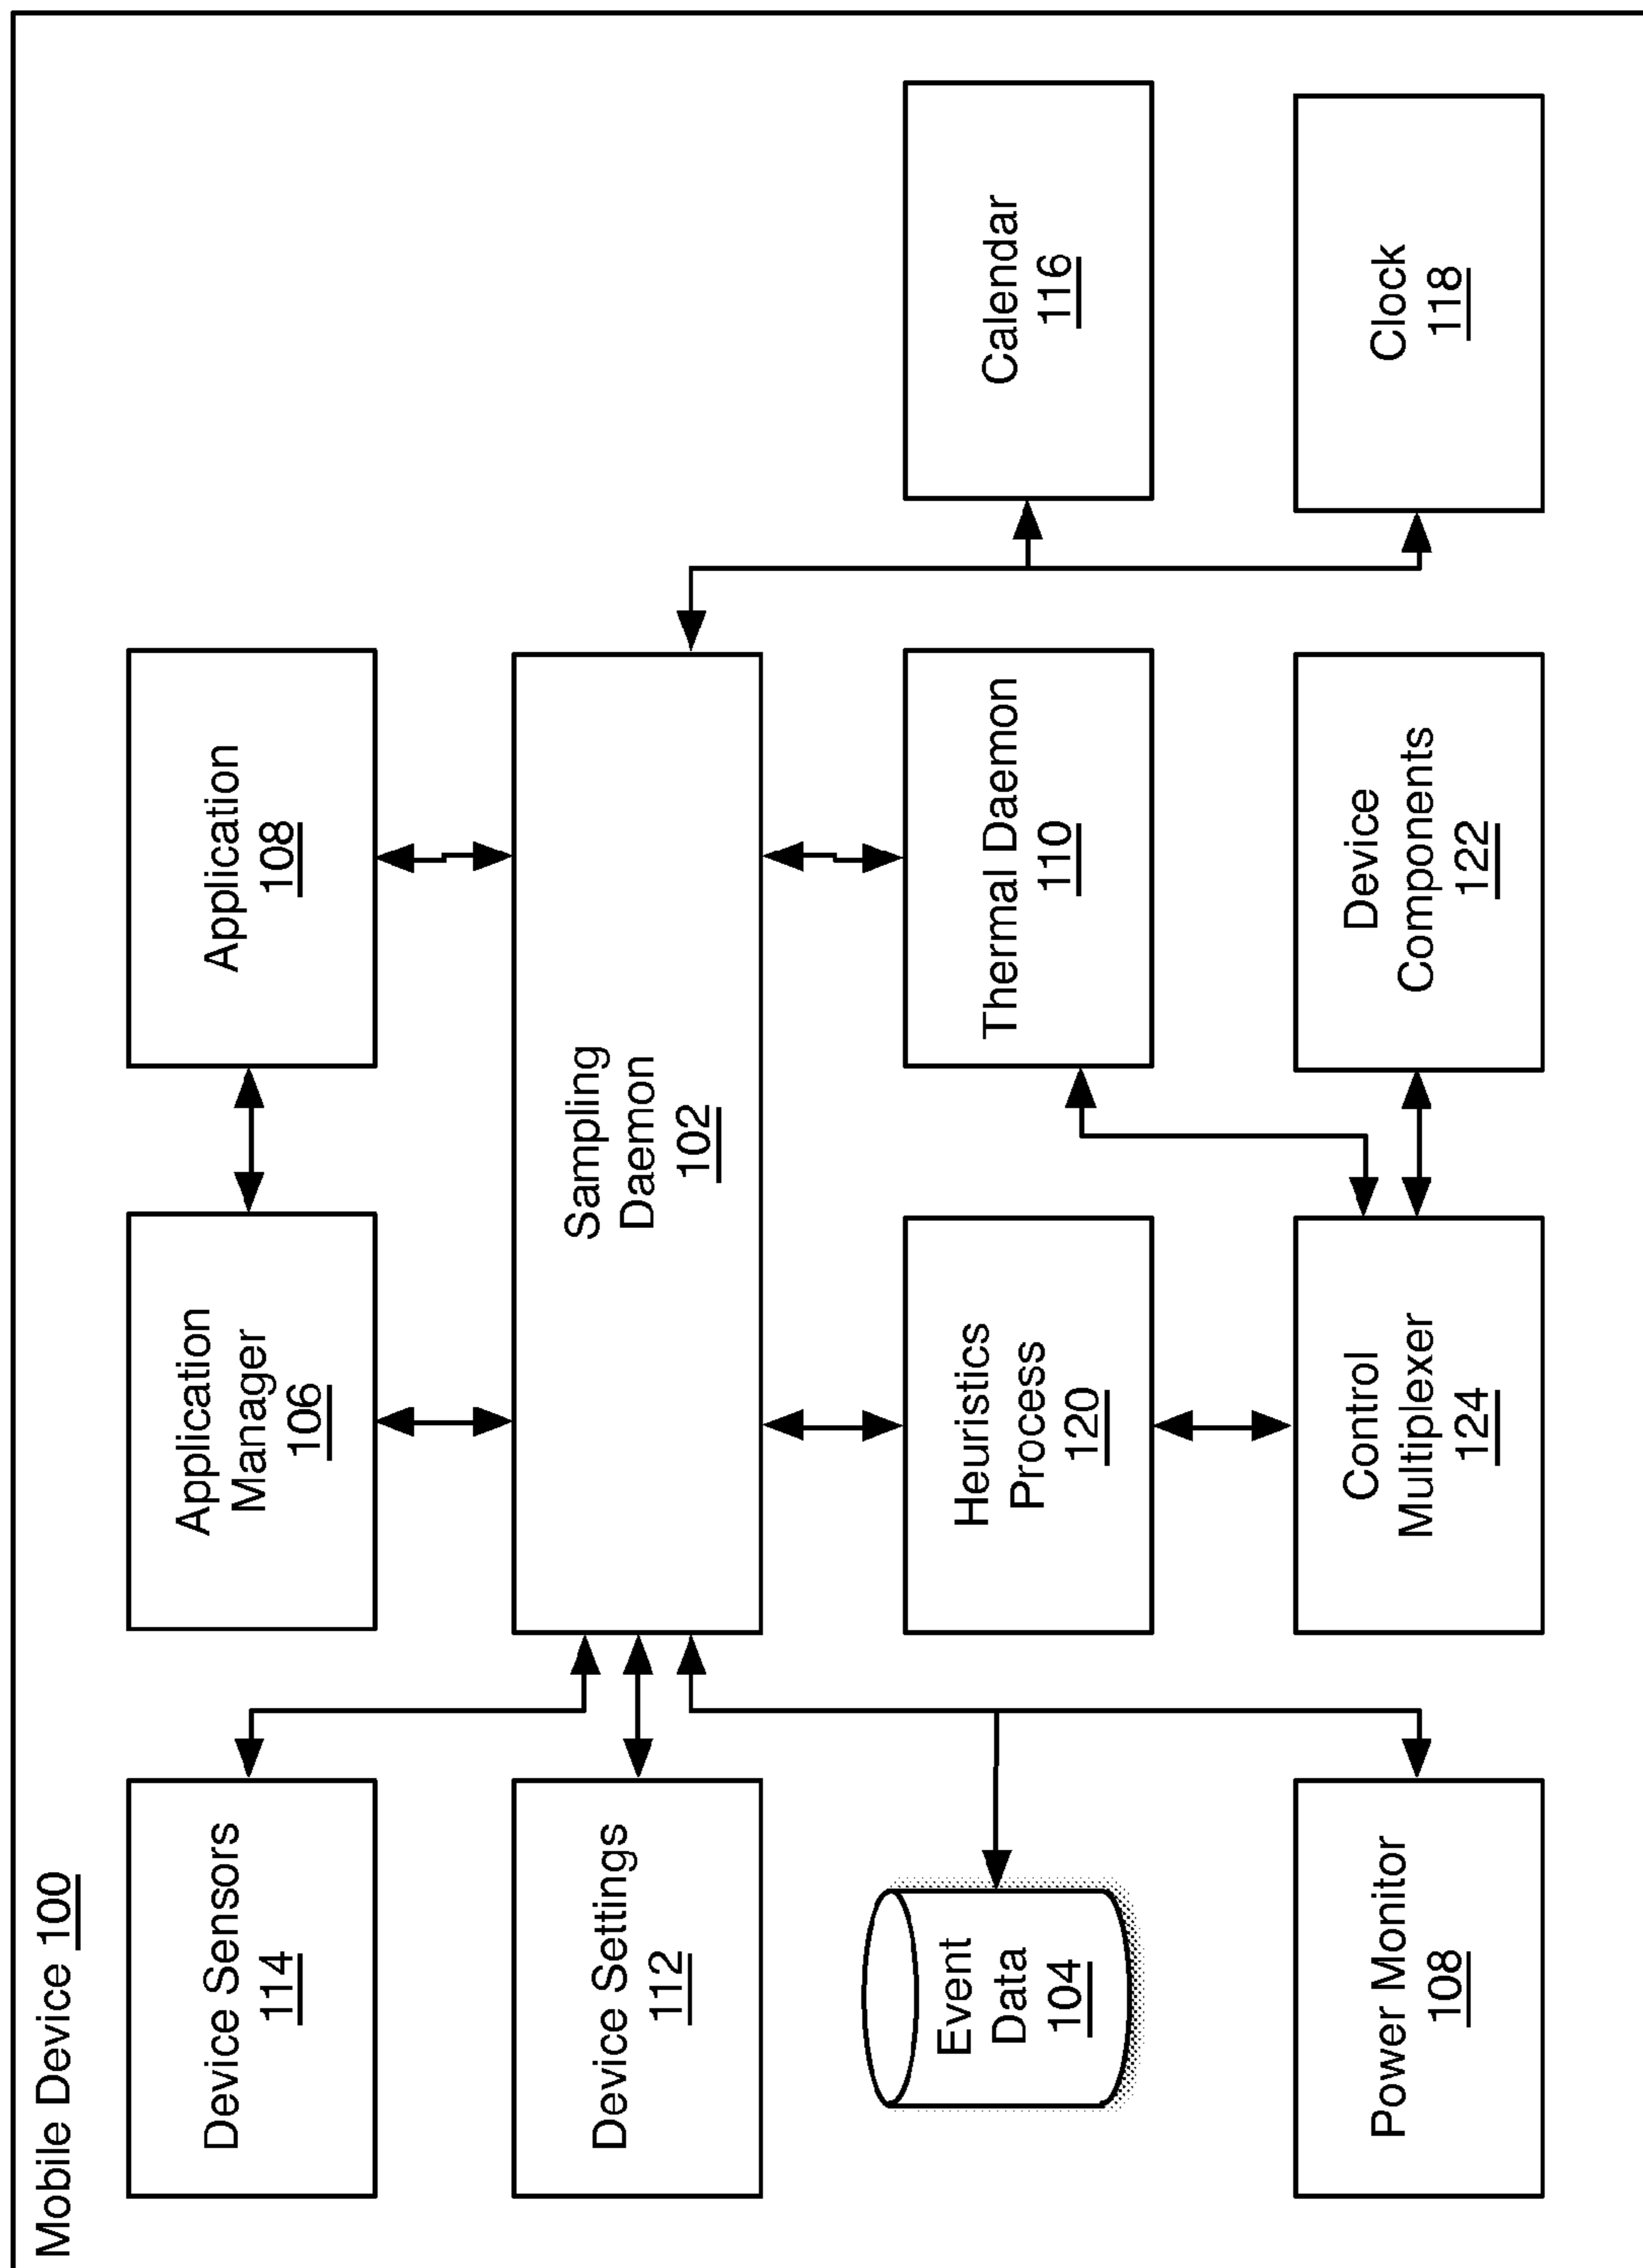 Mobile Device 100
Device Sensors
114
Application
Manager
106
Application
108
Device Settings
112
Sampling
Daemon
102
Event
Data
104
Heuristics
Process
120
Thermal Daemon
110
Calendar
116
Power Monitor
108
Control
Multiplexer
124
Device
Components
122
Clock
118